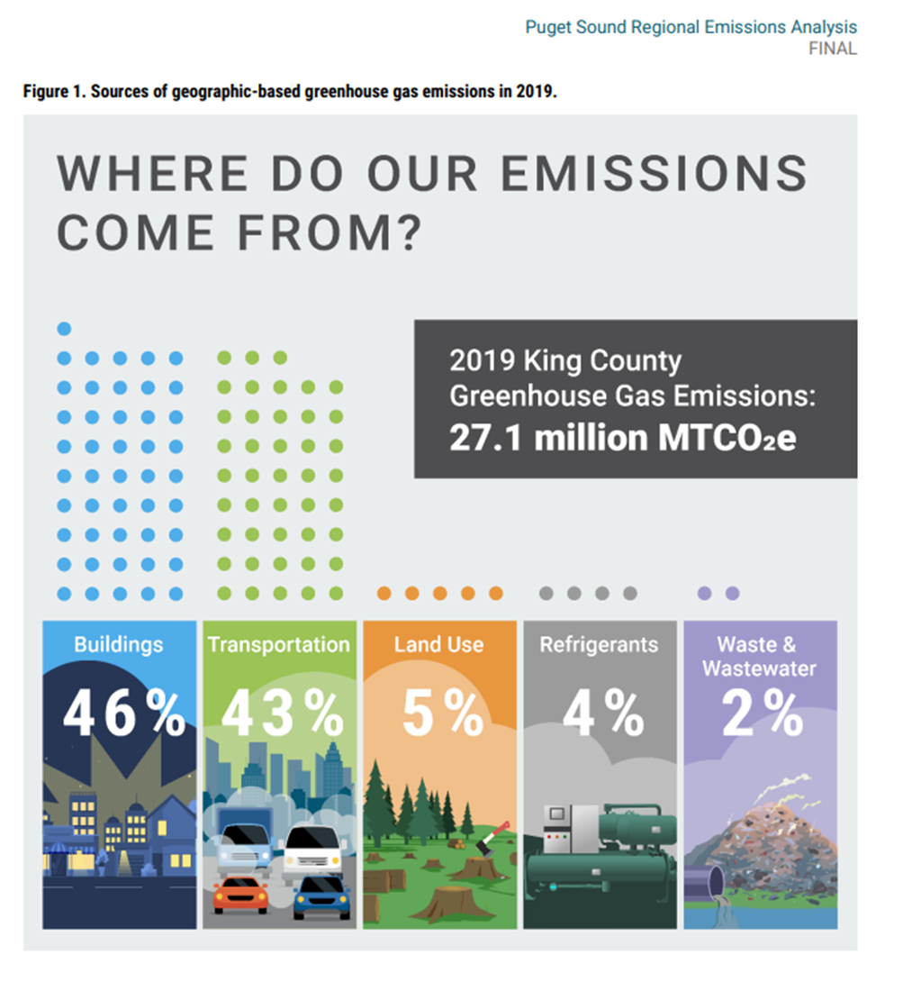 Puget Sound Regional Emissions Analysis
FINAL
Figure 1. Sources of geographic-based greenhouse gas emissions in 2019.
WHERE DO OUR EMISSIONS
COME FROM?
2019 King County
Greenhouse Gas Emissions:
27.1 million MTCO₂e
Buildings
46%
Transportation
43%
Land Use
5%
Refrigerants
4%
Waste &
Wastewater
2%